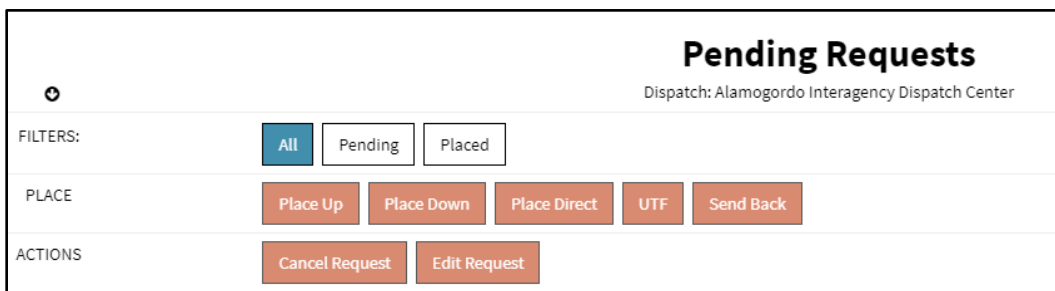 Pending Requests
Dispatch: Alamogordo Interagency Dispatch Center
FILTERS: All Pending Placed
PLACE Place Up Place Down Place Direct UTF Send Back
ACTIONS Cancel Request Edit Request